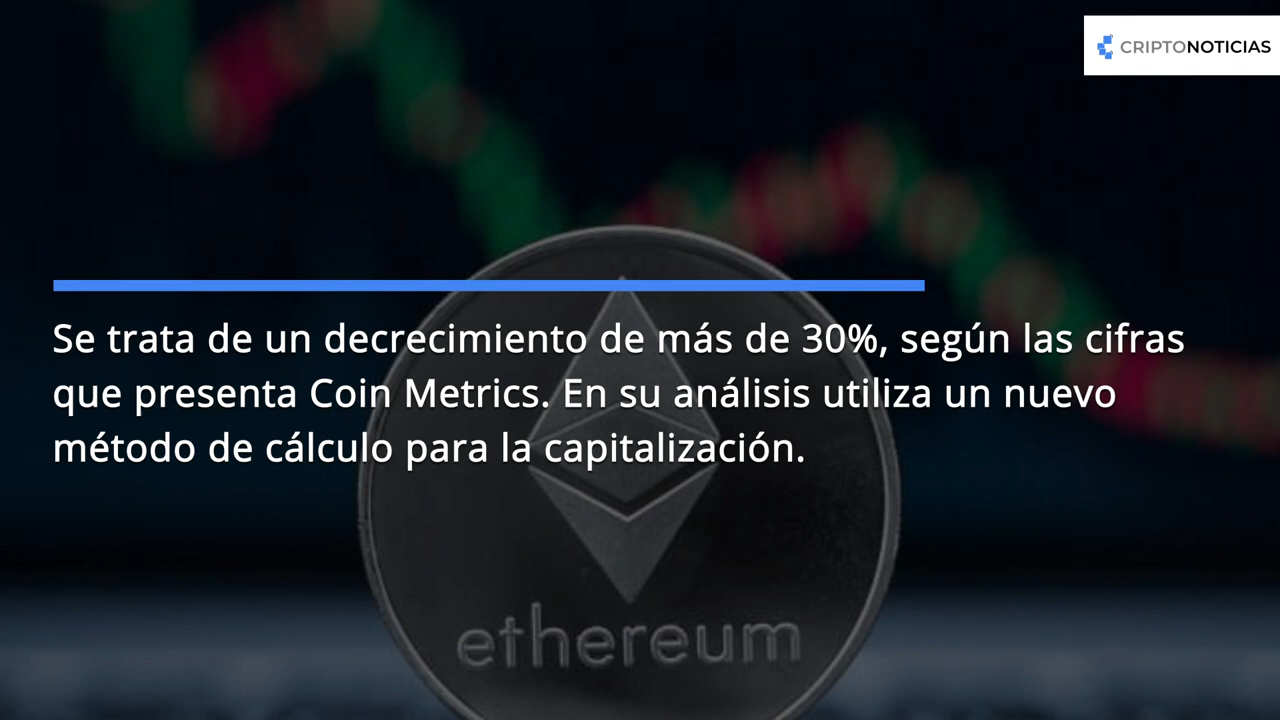 CRIPTONOTICIAS
Se trata de un decrecimiento de más de 30%, según las cifras
que presenta Coin Metrics. En su análisis utiliza un nuevo
método de cálculo para la capitalización.
ethereum